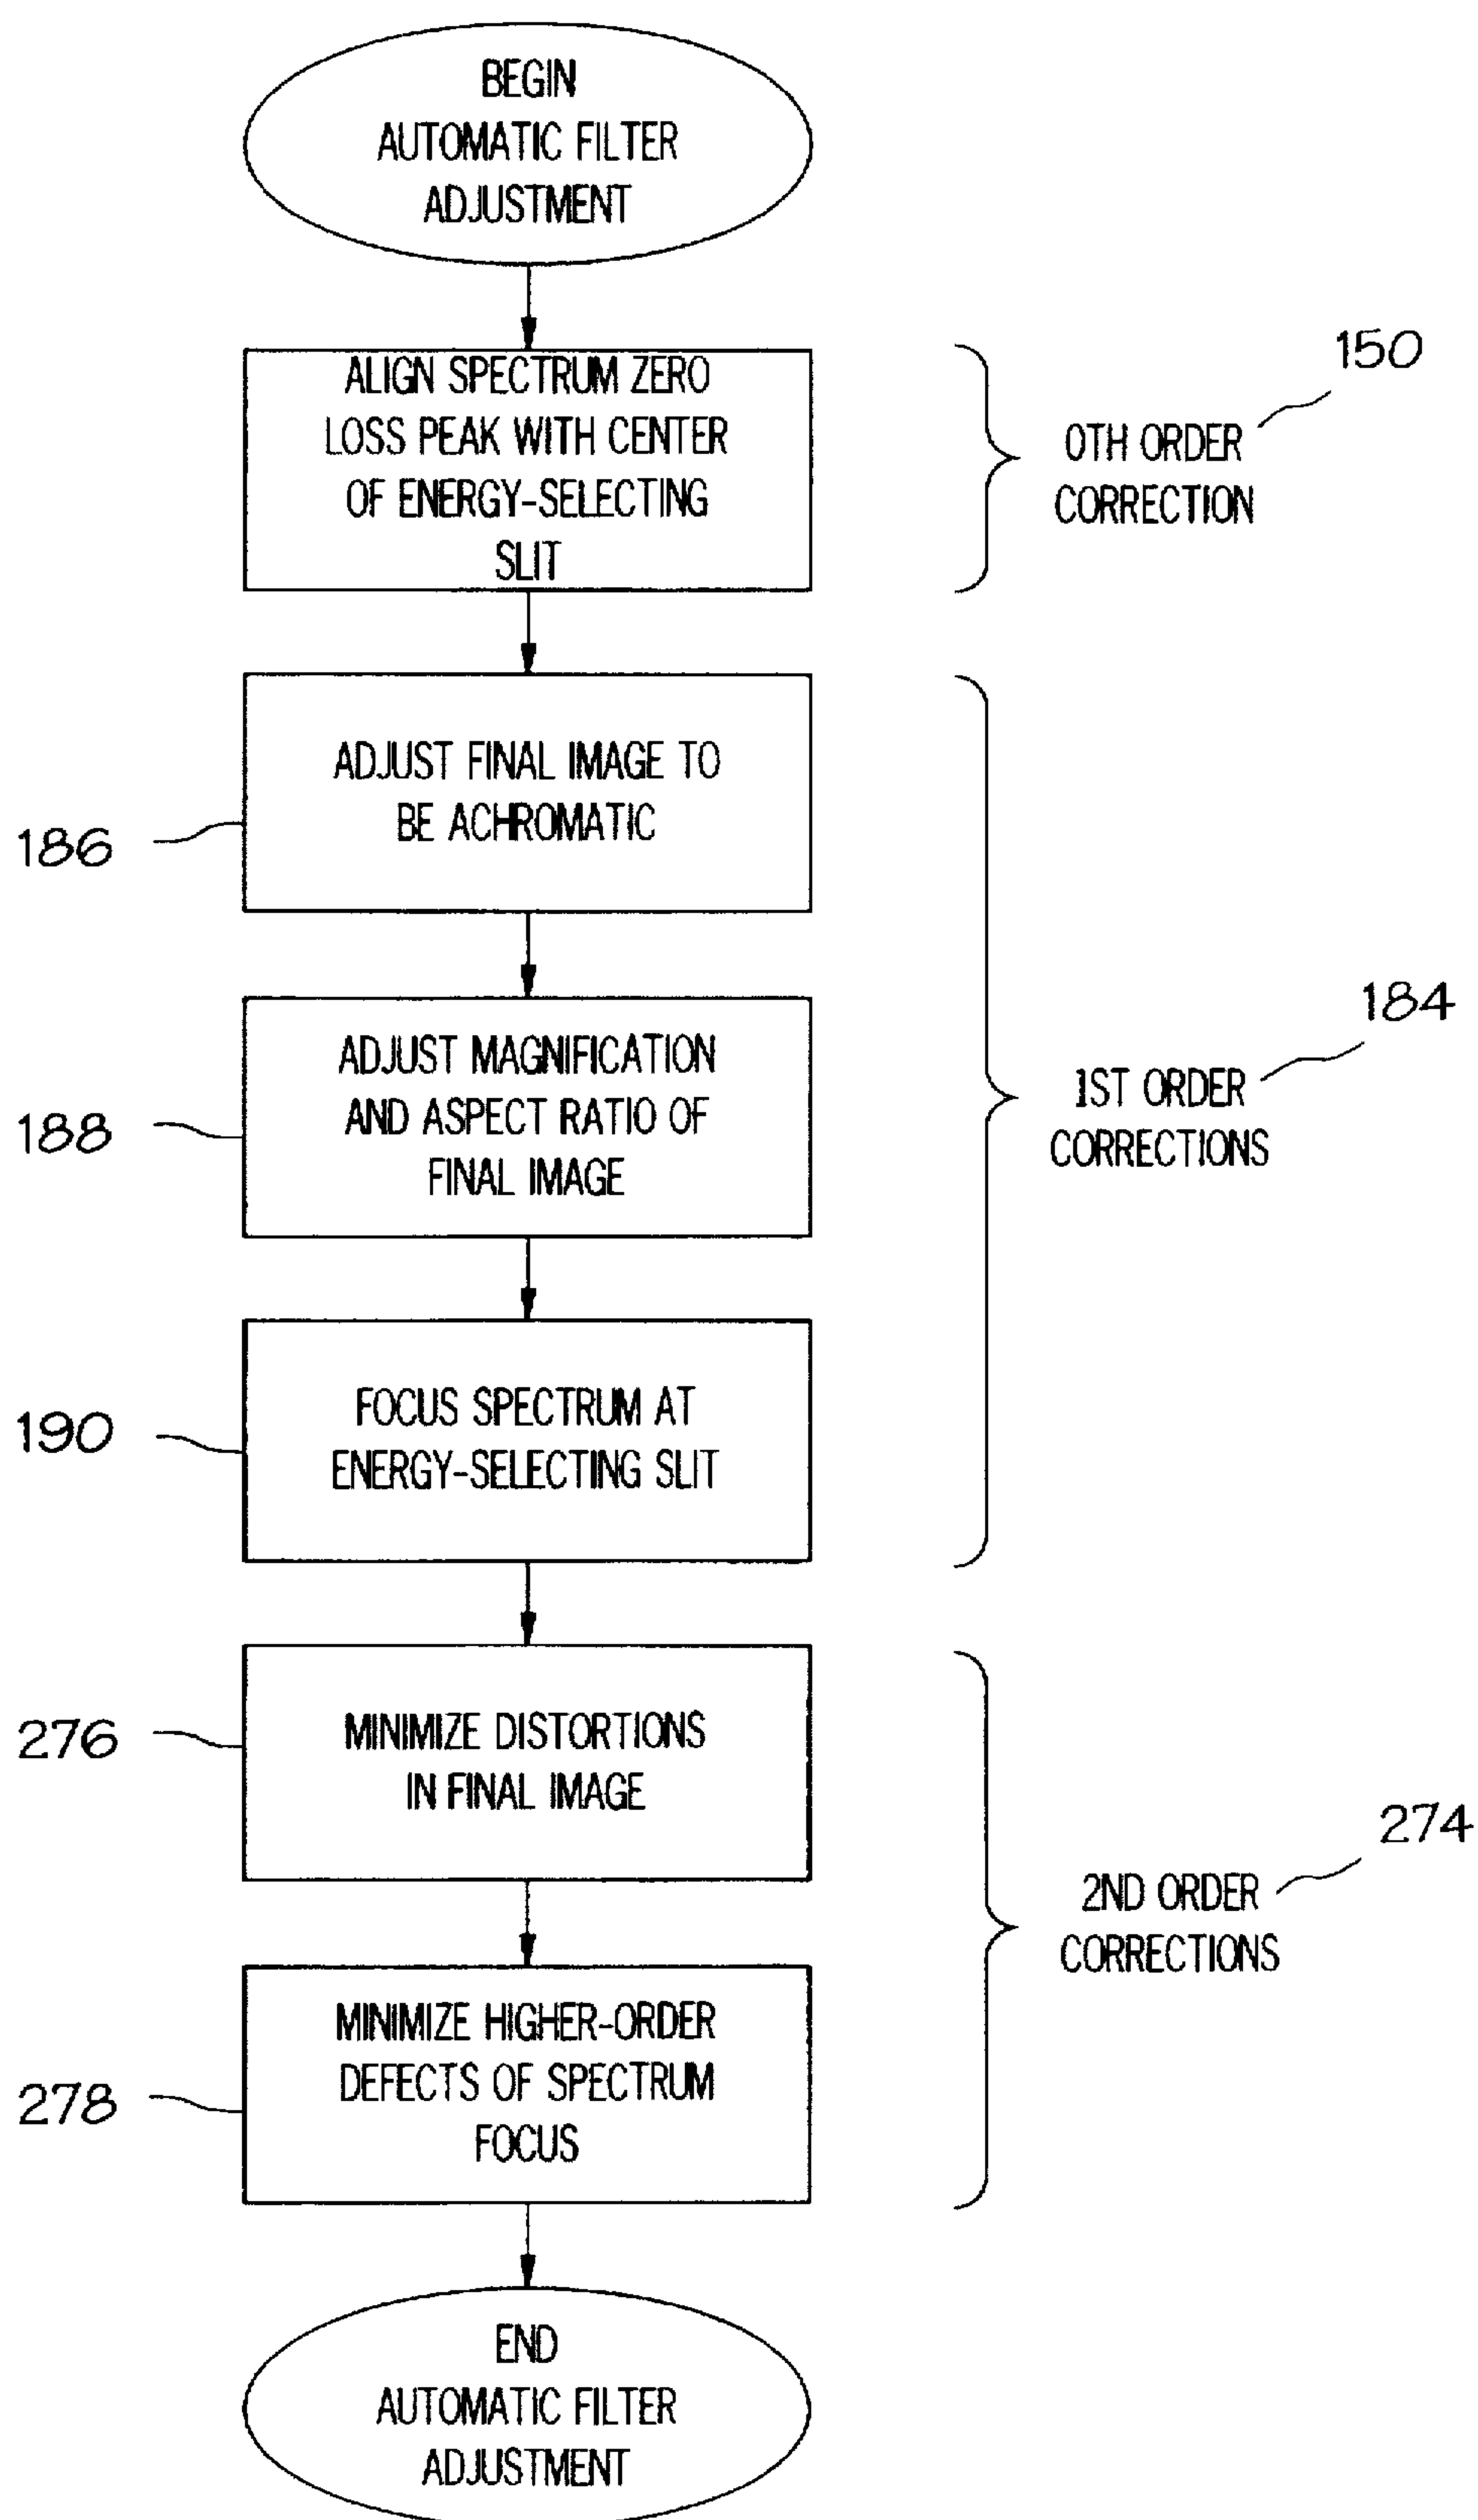 BEGIN
AUTOMATIC FILTER
ADJUSTMENT
ALIGN SPECTRUM ZERO
LOSS PEAK WITH CENTER
OF ENERGY-SELECTING
SLIT
150
0TH ORDER
CORRECTION
ADJUST FINAL IMAGE TO
BE ACHROMATIC
186
ADJUST MAGNIFICATION
AND ASPECT RATIO OF
FINAL IMAGE
188
184
1ST ORDER
CORRECTIONS
FOCUS SPECTRUM AT
ENERGY-SELECTING SLIT
190
MINIMIZE DISTORTIONS
IN FINAL IMAGE
276
274
2ND ORDER
CORRECTIONS
MINIMIZE HIGHER-ORDER
DEFECTS OF SPECTRUM
FOCUS
278
END
AUTOMATIC FILTER
ADJUSTMENT